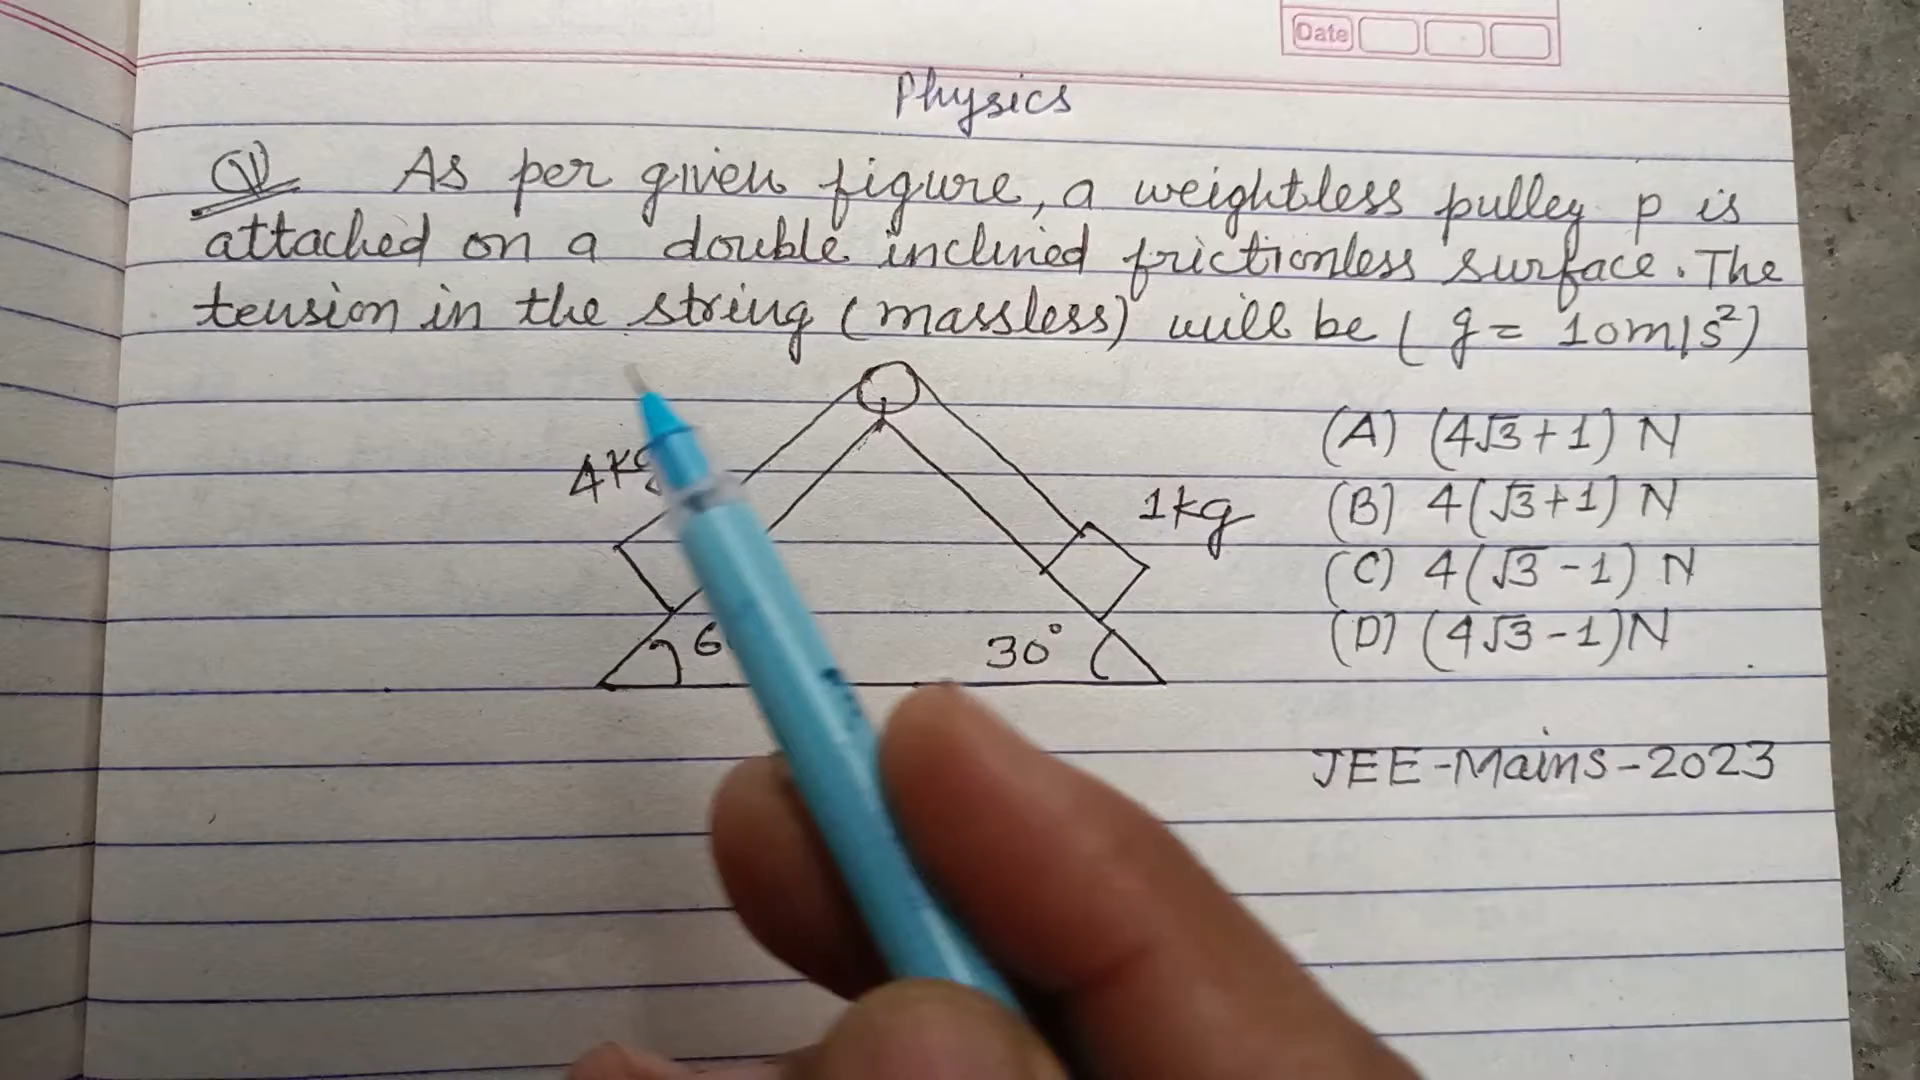 Date
Physics
Q1 As per given figure, a weightless pulley p is
attached on a double inclined frictionless surface. The
tension in the string (massless) will be ( g = 10m/s²)
(A) (4√3+1) N
4kg
1kg
(B) 4(√3+1) N
(C) 4(√3-1) N
30°
(D) (4√3-1)N
JEE-Mains-2023